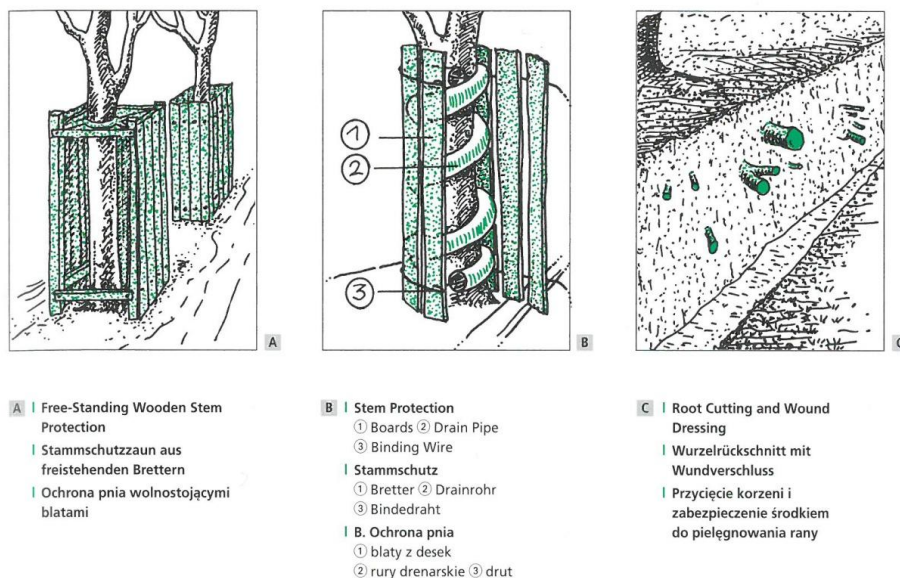 ①
②
③
A
B
C
A | Free-Standing Wooden Stem
Protection
| Stammschutzzaun aus
freistehenden Brettern
| Ochrona pnia wolnostojącymi
blatami
B | Stem Protection
① Boards ② Drain Pipe
③ Binding Wire
| Stammschutz
① Bretter ② Drainrohr
③ Bindedraht
| B. Ochrona pnia
① blaty z desek
② rury drenarskie ③ drut
C | Root Cutting and Wound
Dressing
| Wurzelrückschnitt mit
Wundverschluss
| Przycięcie korzeni i
zabezpieczenie środkiem
do pielęgnowania rany